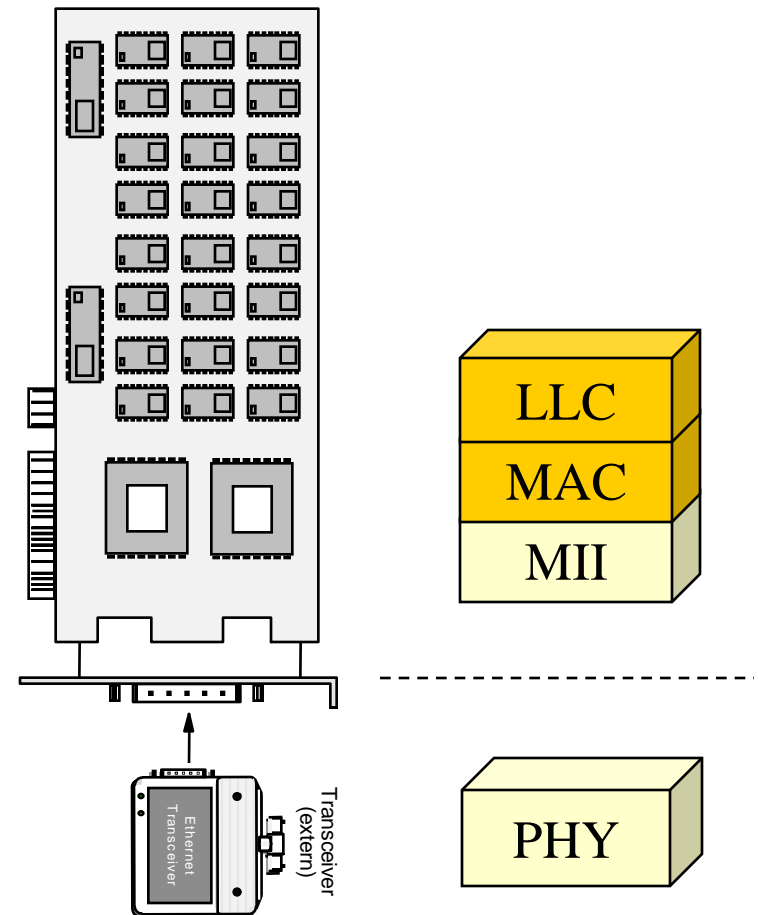 LLC
MAC
MII
PHY
Transceiver
(extern)
Ethernet
Transceiver